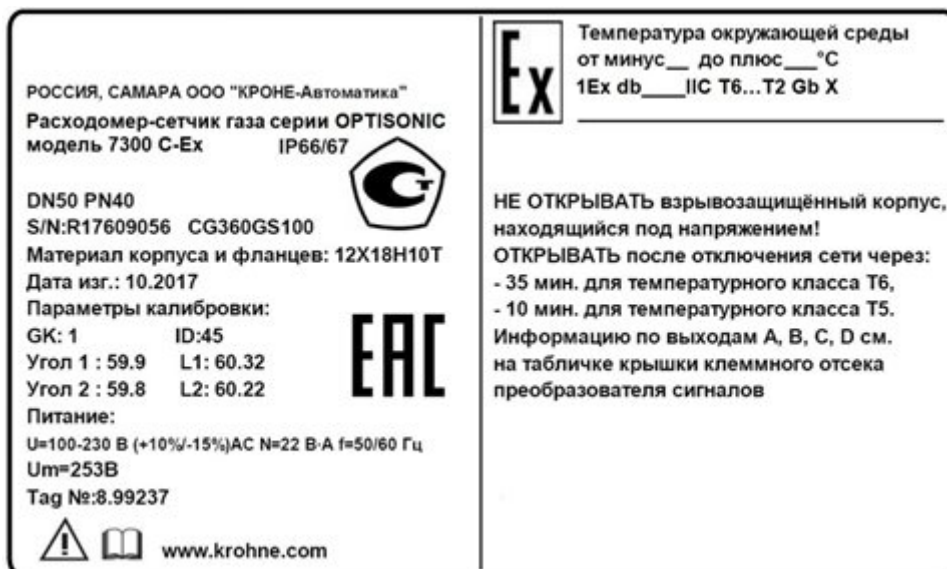 РОССИЯ, САМАРА ООО "КРОНЕ-Автоматика"
Расходомер-сетчик газа серии OPTISONIC
модель 7300 C-Ex IP66/67
DN50 PN40
S/N:R17609056 CG360GS100
Материал корпуса и фланцев: 12X18H10T
Дата изг.: 10.2017
Параметры калибровки:
GK: 1 ID:45
Угол 1 : 59.9 L1: 60.32
Угол 2 : 59.8 L2: 60.22
EAC
Питание:
U=100-230 В (+10%/-15%)AC N=22 В·А f=50/60 Гц
Um=253В
Tag №:8.99237
www.krohne.com
Ex
Температура окружающей среды
от минус__ до плюс___°C
1Ex db____IIC T6...T2 Gb X
НЕ ОТКРЫВАТЬ взрывозащищённый корпус,
находящийся под напряжением!
ОТКРЫВАТЬ после отключения сети через:
- 35 мин. для температурного класса Т6,
- 10 мин. для температурного класса Т5.
Информацию по выходам A, B, C, D см.
на табличке крышки клеммного отсека
преобразователя сигналов